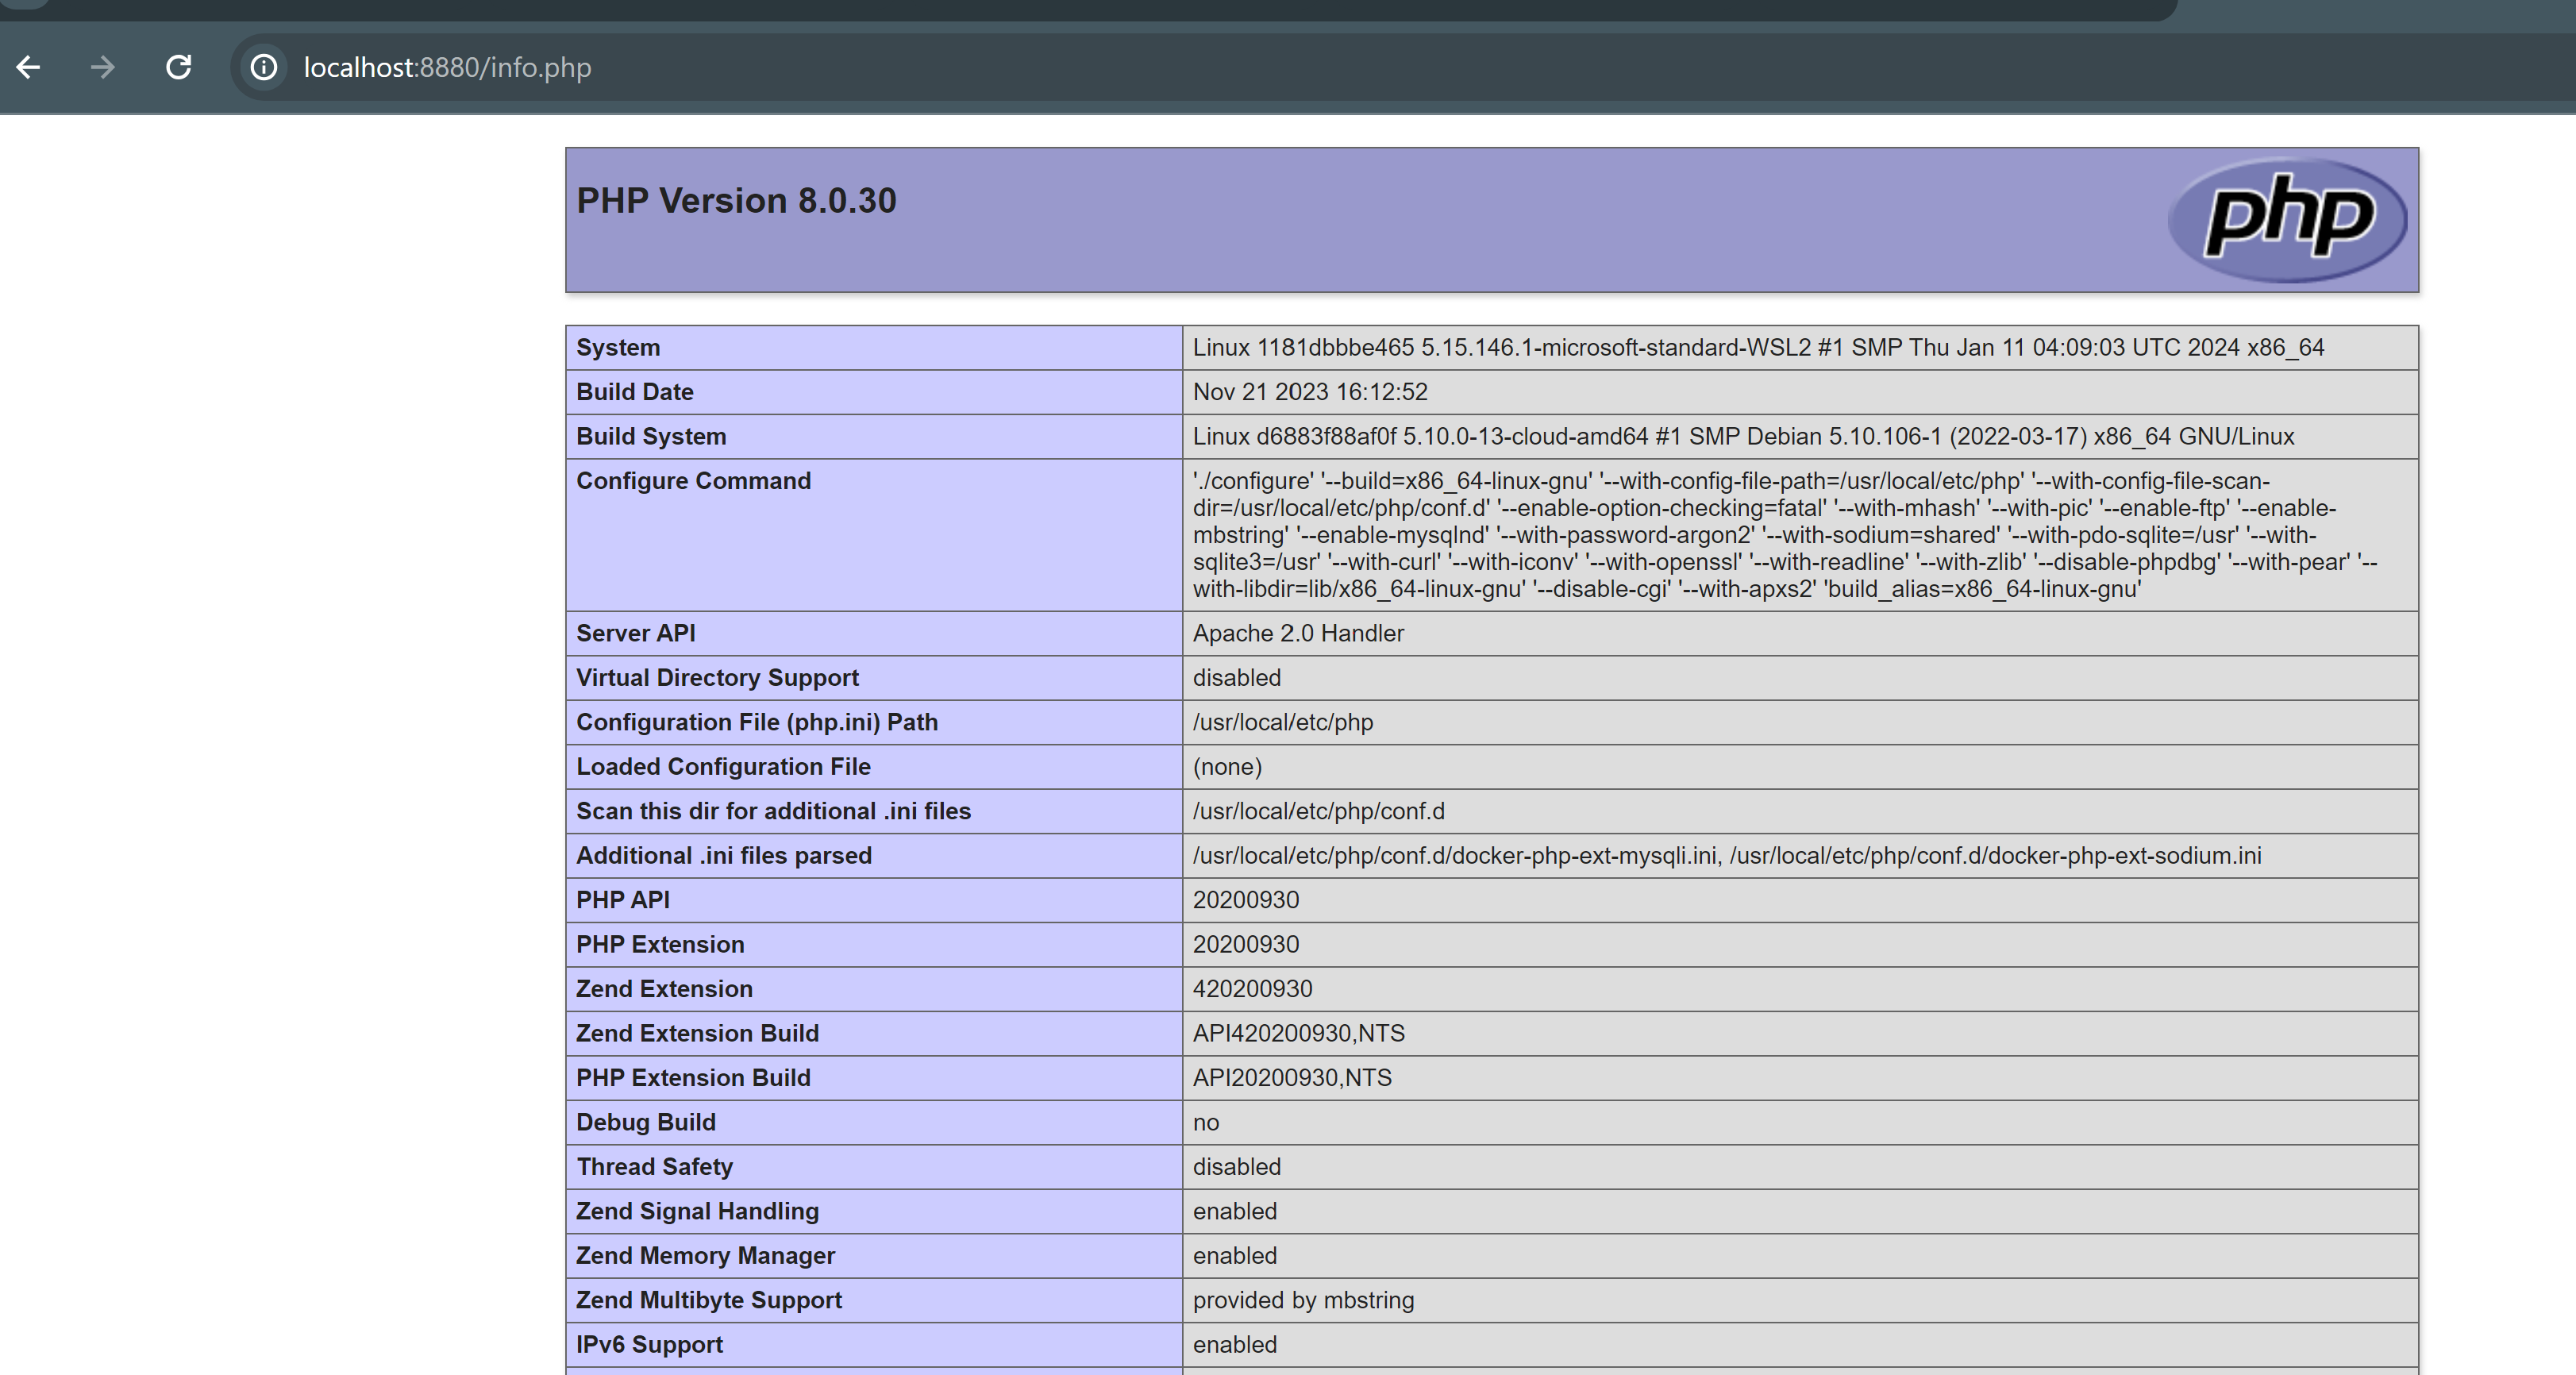 localhost:8880/info.php
PHP Version 8.0.30
php
System Linux 1181dbbbe465 5.15.146.1-microsoft-standard-WSL2 #1 SMP Thu Jan 11 04:09:03 UTC 2024 x86_64
Build Date Nov 21 2023 16:12:52
Build System Linux d6883f88af0f 5.10.0-13-cloud-amd64 #1 SMP Debian 5.10.106-1 (2022-03-17) x86_64 GNU/Linux
Configure Command './configure' '--build=x86_64-linux-gnu' '--with-config-file-path=/usr/local/etc/php' '--with-config-file-scan-
dir=/usr/local/etc/php/conf.d' '--enable-option-checking=fatal' '--with-mhash' '--with-pic' '--enable-ftp' '--enable-
mbstring' '--enable-mysqlnd' '--with-password-argon2' '--with-sodium=shared' '--with-pdo-sqlite=/usr' '--with-
sqlite3=/usr' '--with-curl' '--with-iconv' '--with-openssl' '--with-readline' '--with-zlib' '--disable-phpdbg' '--with-pear' '--
with-libdir=lib/x86_64-linux-gnu' '--disable-cgi' '--with-apxs2' 'build_alias=x86_64-linux-gnu'
Server API Apache 2.0 Handler
Virtual Directory Support disabled
Configuration File (php.ini) Path /usr/local/etc/php
Loaded Configuration File (none)
Scan this dir for additional .ini files /usr/local/etc/php/conf.d
Additional .ini files parsed /usr/local/etc/php/conf.d/docker-php-ext-mysqli.ini, /usr/local/etc/php/conf.d/docker-php-ext-sodium.ini
PHP API 20200930
PHP Extension 20200930
Zend Extension 420200930
Zend Extension Build API420200930,NTS
PHP Extension Build API20200930,NTS
Debug Build no
Thread Safety disabled
Zend Signal Handling enabled
Zend Memory Manager enabled
Zend Multibyte Support provided by mbstring
IPv6 Support enabled